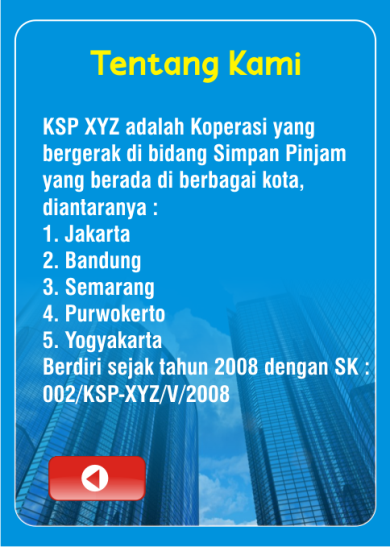 Tentang Kami
KSP XYZ adalah Koperasi yang
bergerak di bidang Simpan Pinjam
yang berada di berbagai kota,
diantaranya :
1. Jakarta
2. Bandung
3. Semarang
4. Purwokerto
5. Yogyakarta
Berdiri sejak tahun 2008 dengan SK :
002/KSP-XYZ/V/2008